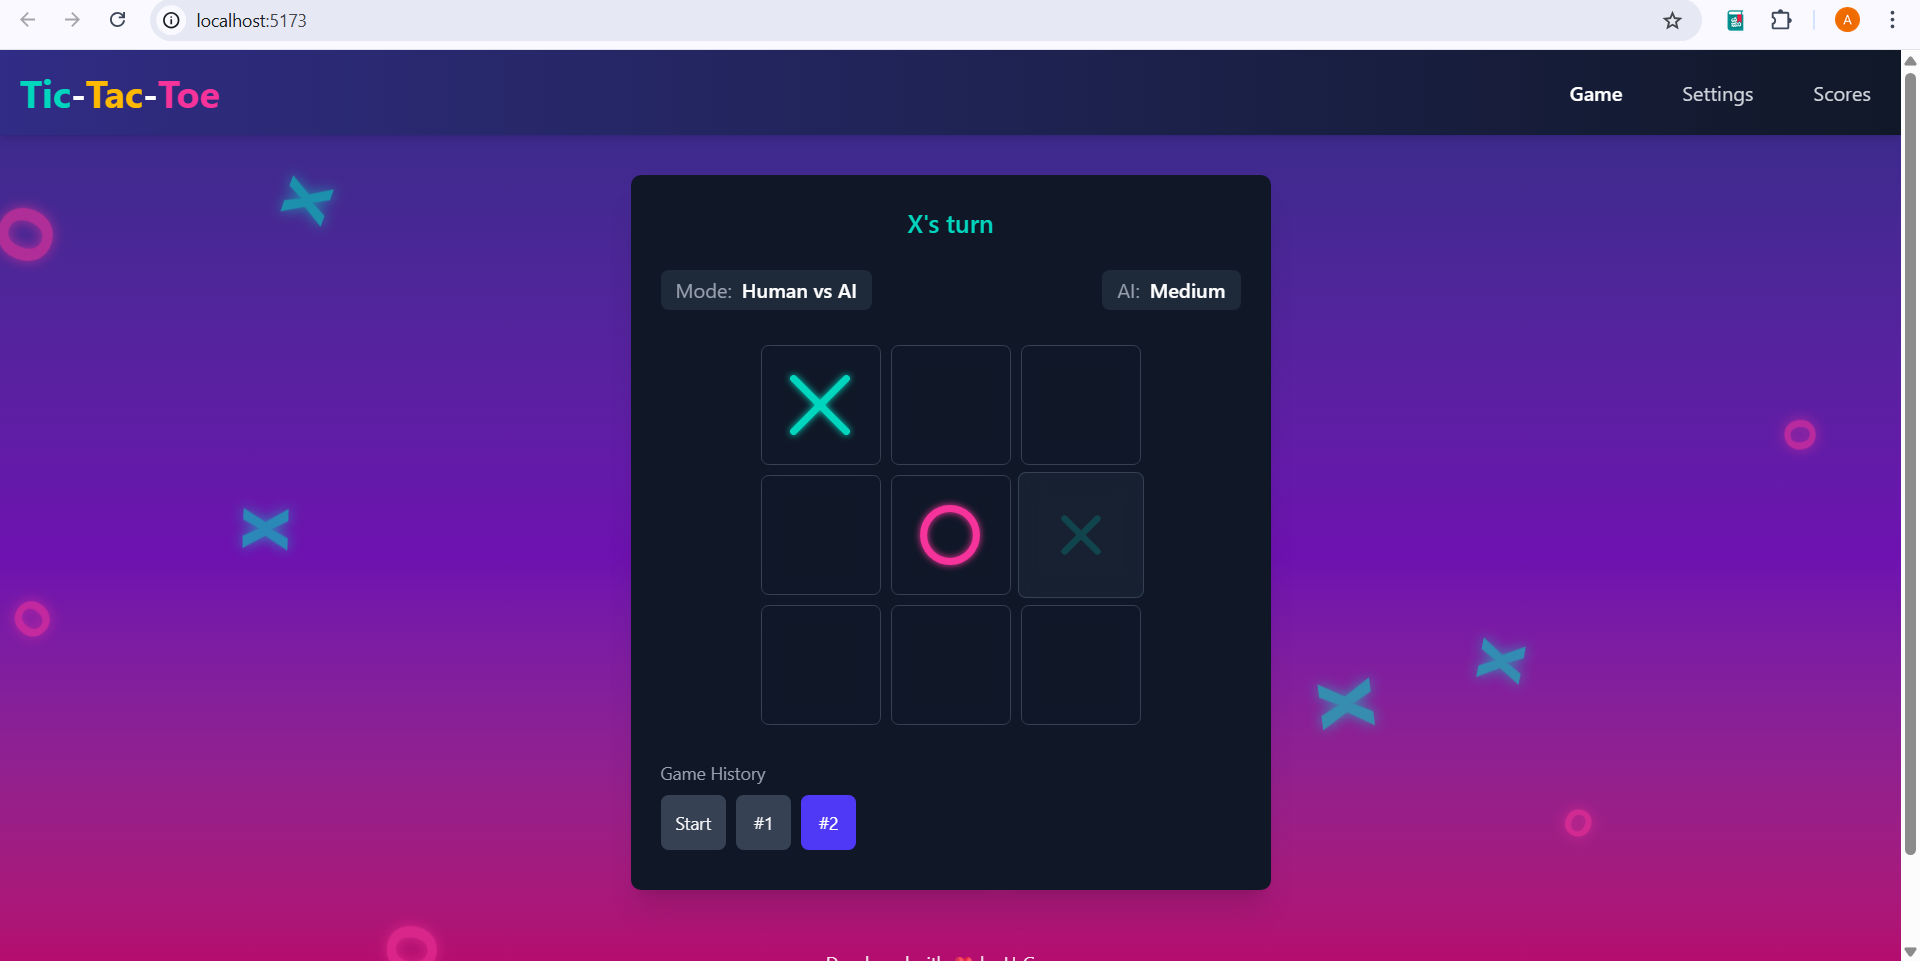 localhost:5173
A
Tic-Tac-Toe
Game
Settings
Scores
X's turn
Mode: Human vs AI
AI: Medium
Game History
Start
#1
#2